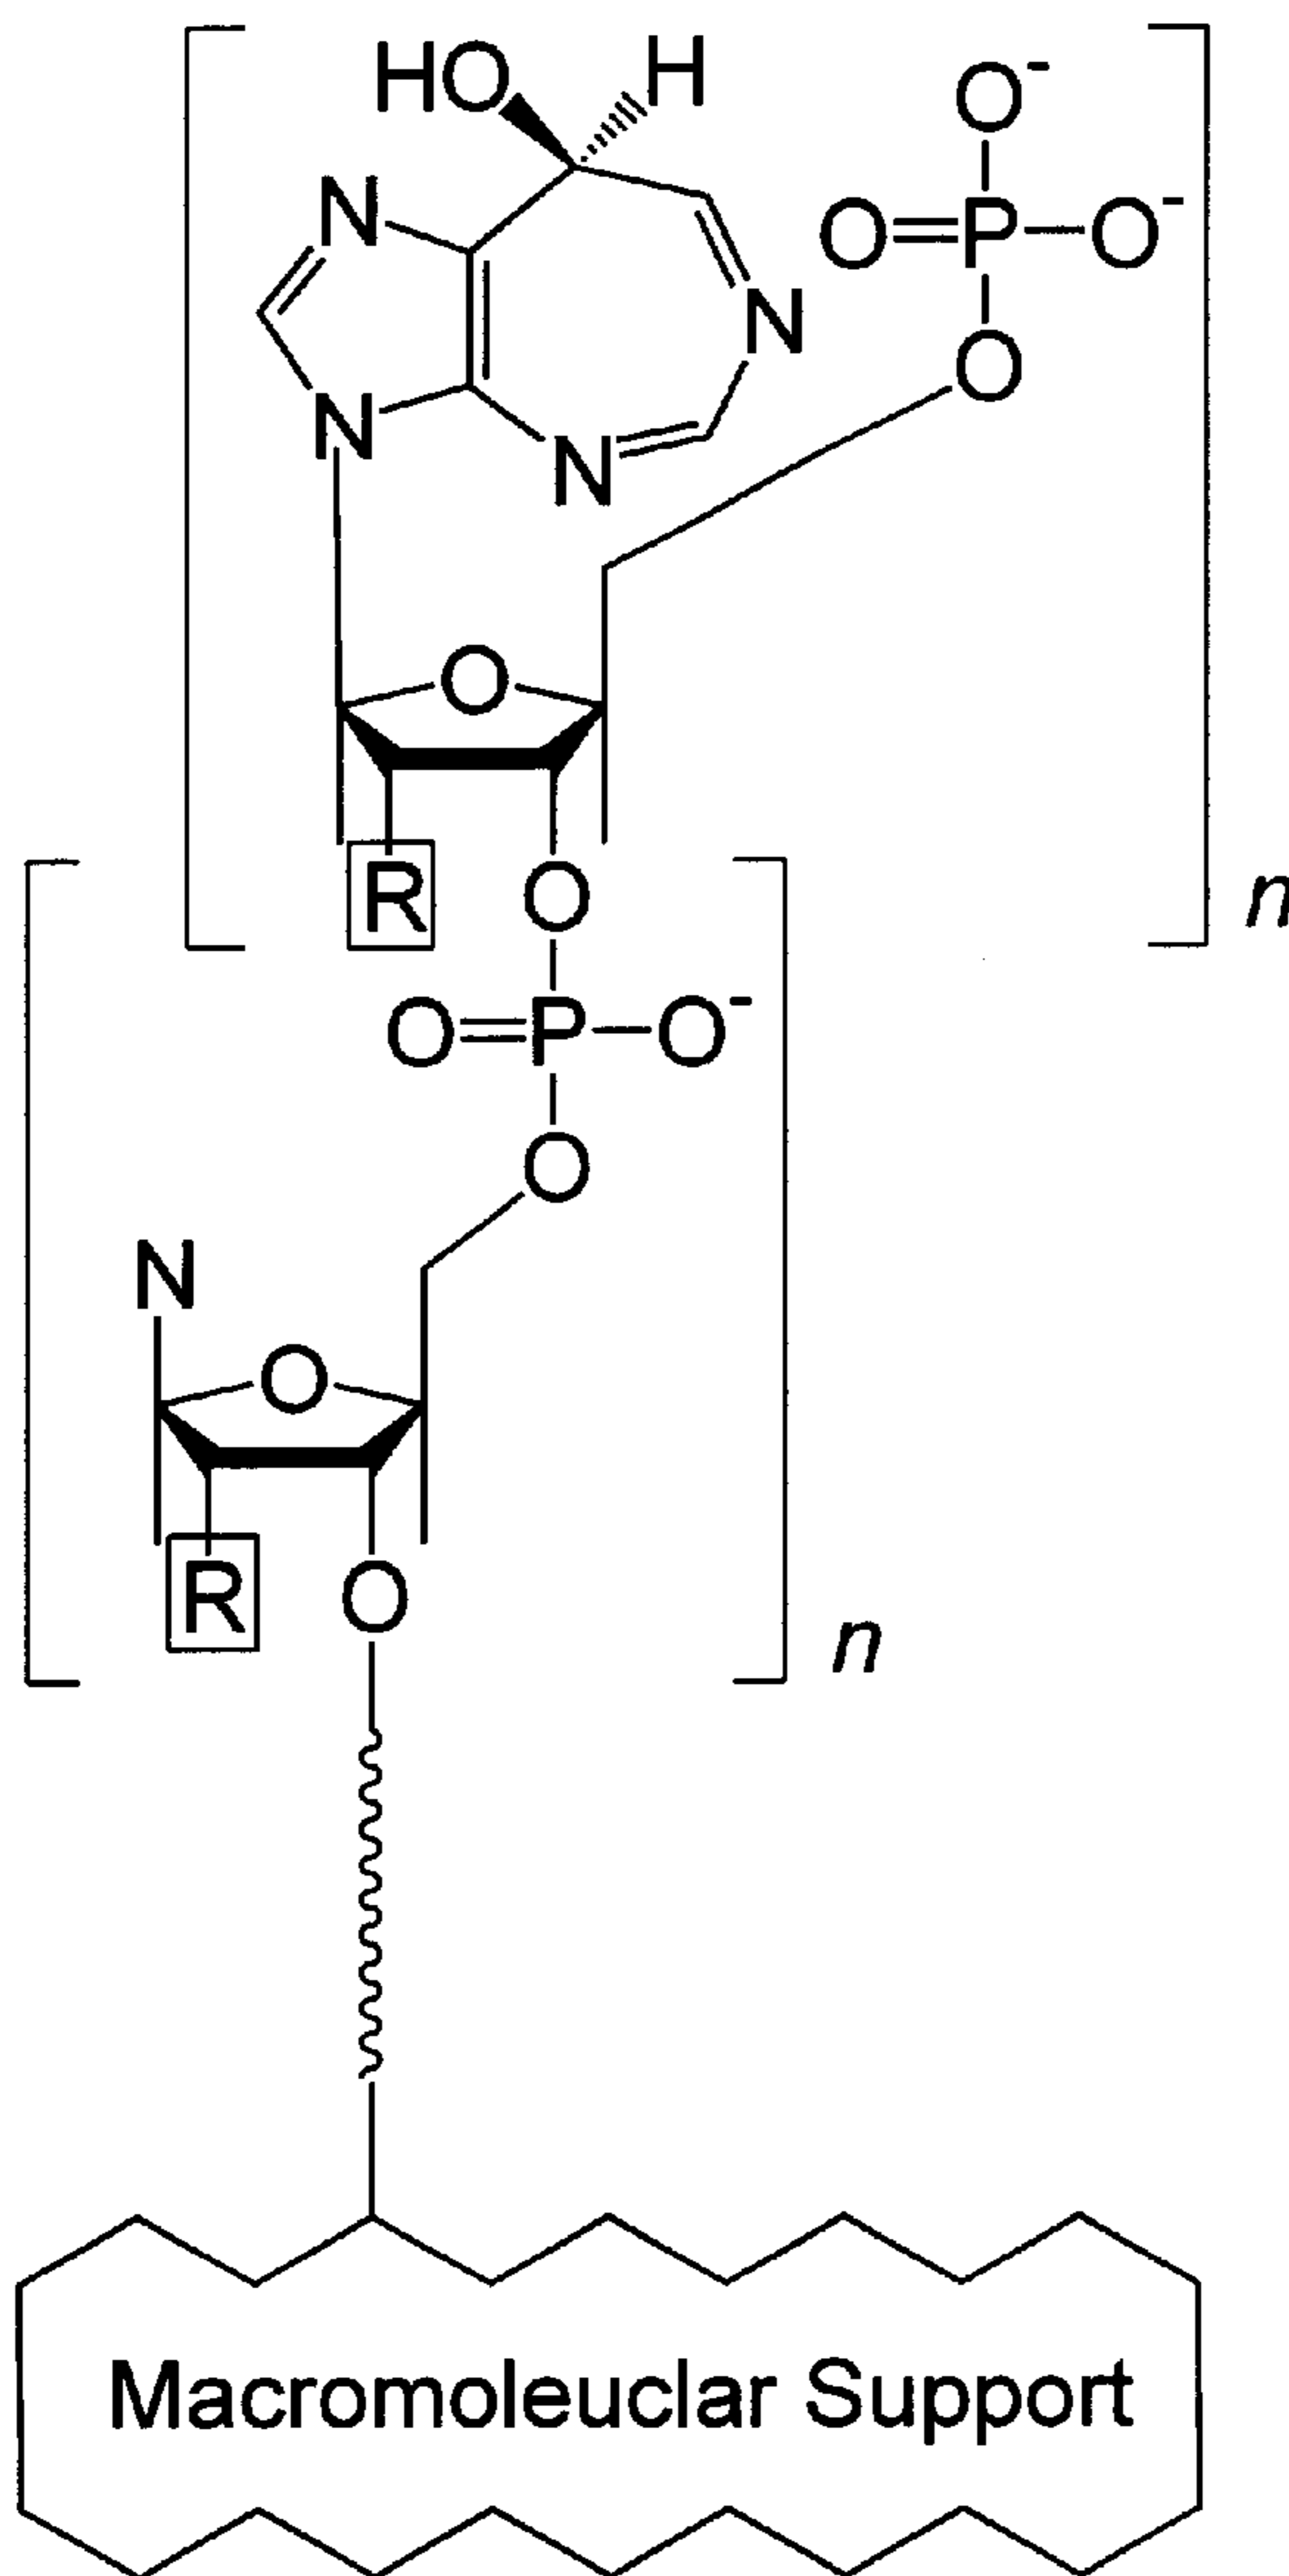 HO H O-
N O=P-O-
N O
N
N
O
R O n
O=P-O-
O
N
O
R O n
Macromoleuclar Support